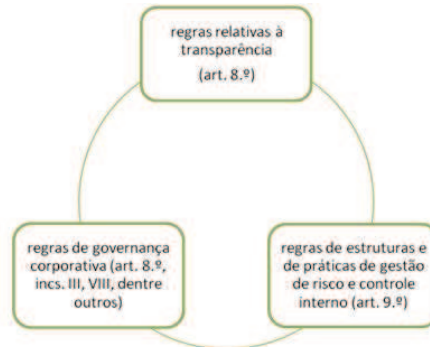 regras relativas à
transparência
(art. 8.º)
regras de governança
corporativa (art. 8.º,
incs. III, VIII, dentre
outros)
regras de estruturas e
de práticas de gestão
de risco e controle
interno (art. 9.º)